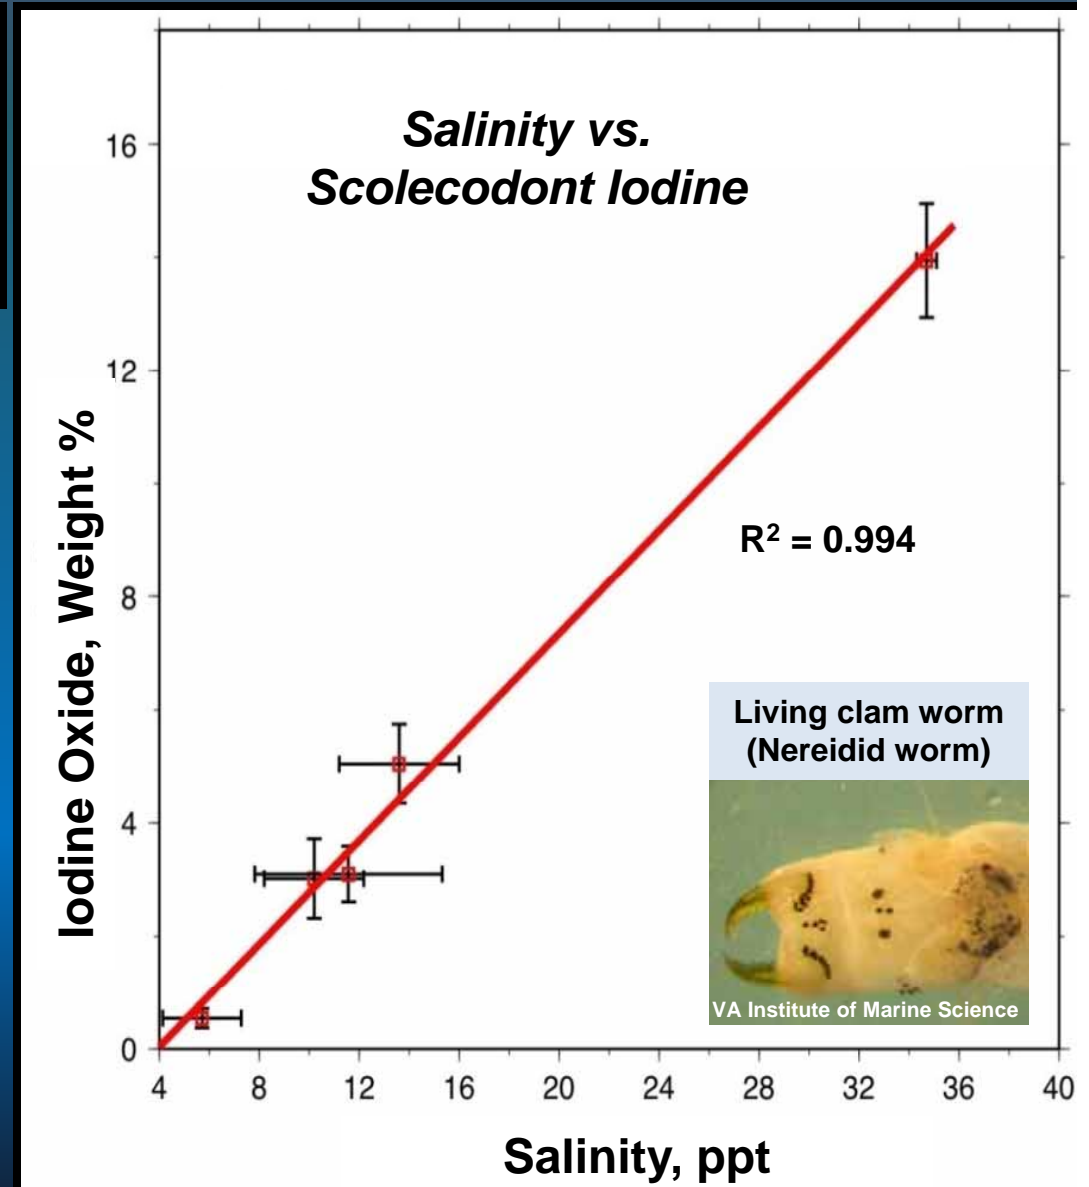 Salinity vs.
Scolecodont Iodine
16
12
8
4
0
Iodine Oxide, Weight %
R² = 0.994
Living clam worm
(Nereidid worm)
VA Institute of Marine Science
4 8 12 16 20 24 28 32 36 40
Salinity, ppt